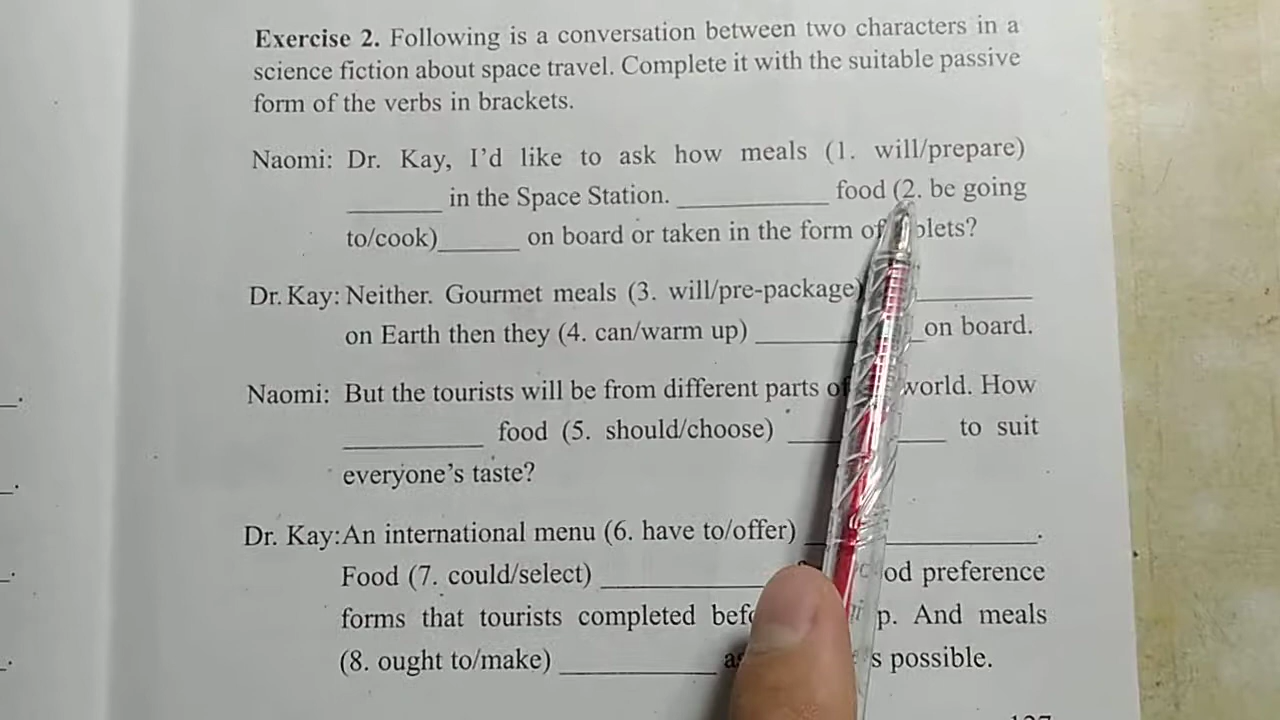 Exercise 2. Following is a conversation between two characters in a
science fiction about space travel. Complete it with the suitable passive
form of the verbs in brackets.
Naomi: Dr. Kay, I'd like to ask how meals (1. will/prepare)
_______ in the Space Station. ___________ food (2. be going
to/cook)______ on board or taken in the form of
Dr. Kay: Neither. Gourmet meals (3. will/pre-package) ________
on Earth then they (4. can/warm up) ____________ on board.
Naomi: But the tourists will be from different parts of world. How
__________ food (5. should/choose) ___________ to suit
everyone's taste?
Dr. Kay: An international menu (6. have to/offer) ________________.
Food (7. could/select) ____________ preference
forms that tourists completed And meals
(8. ought to/make) ___________ possible.